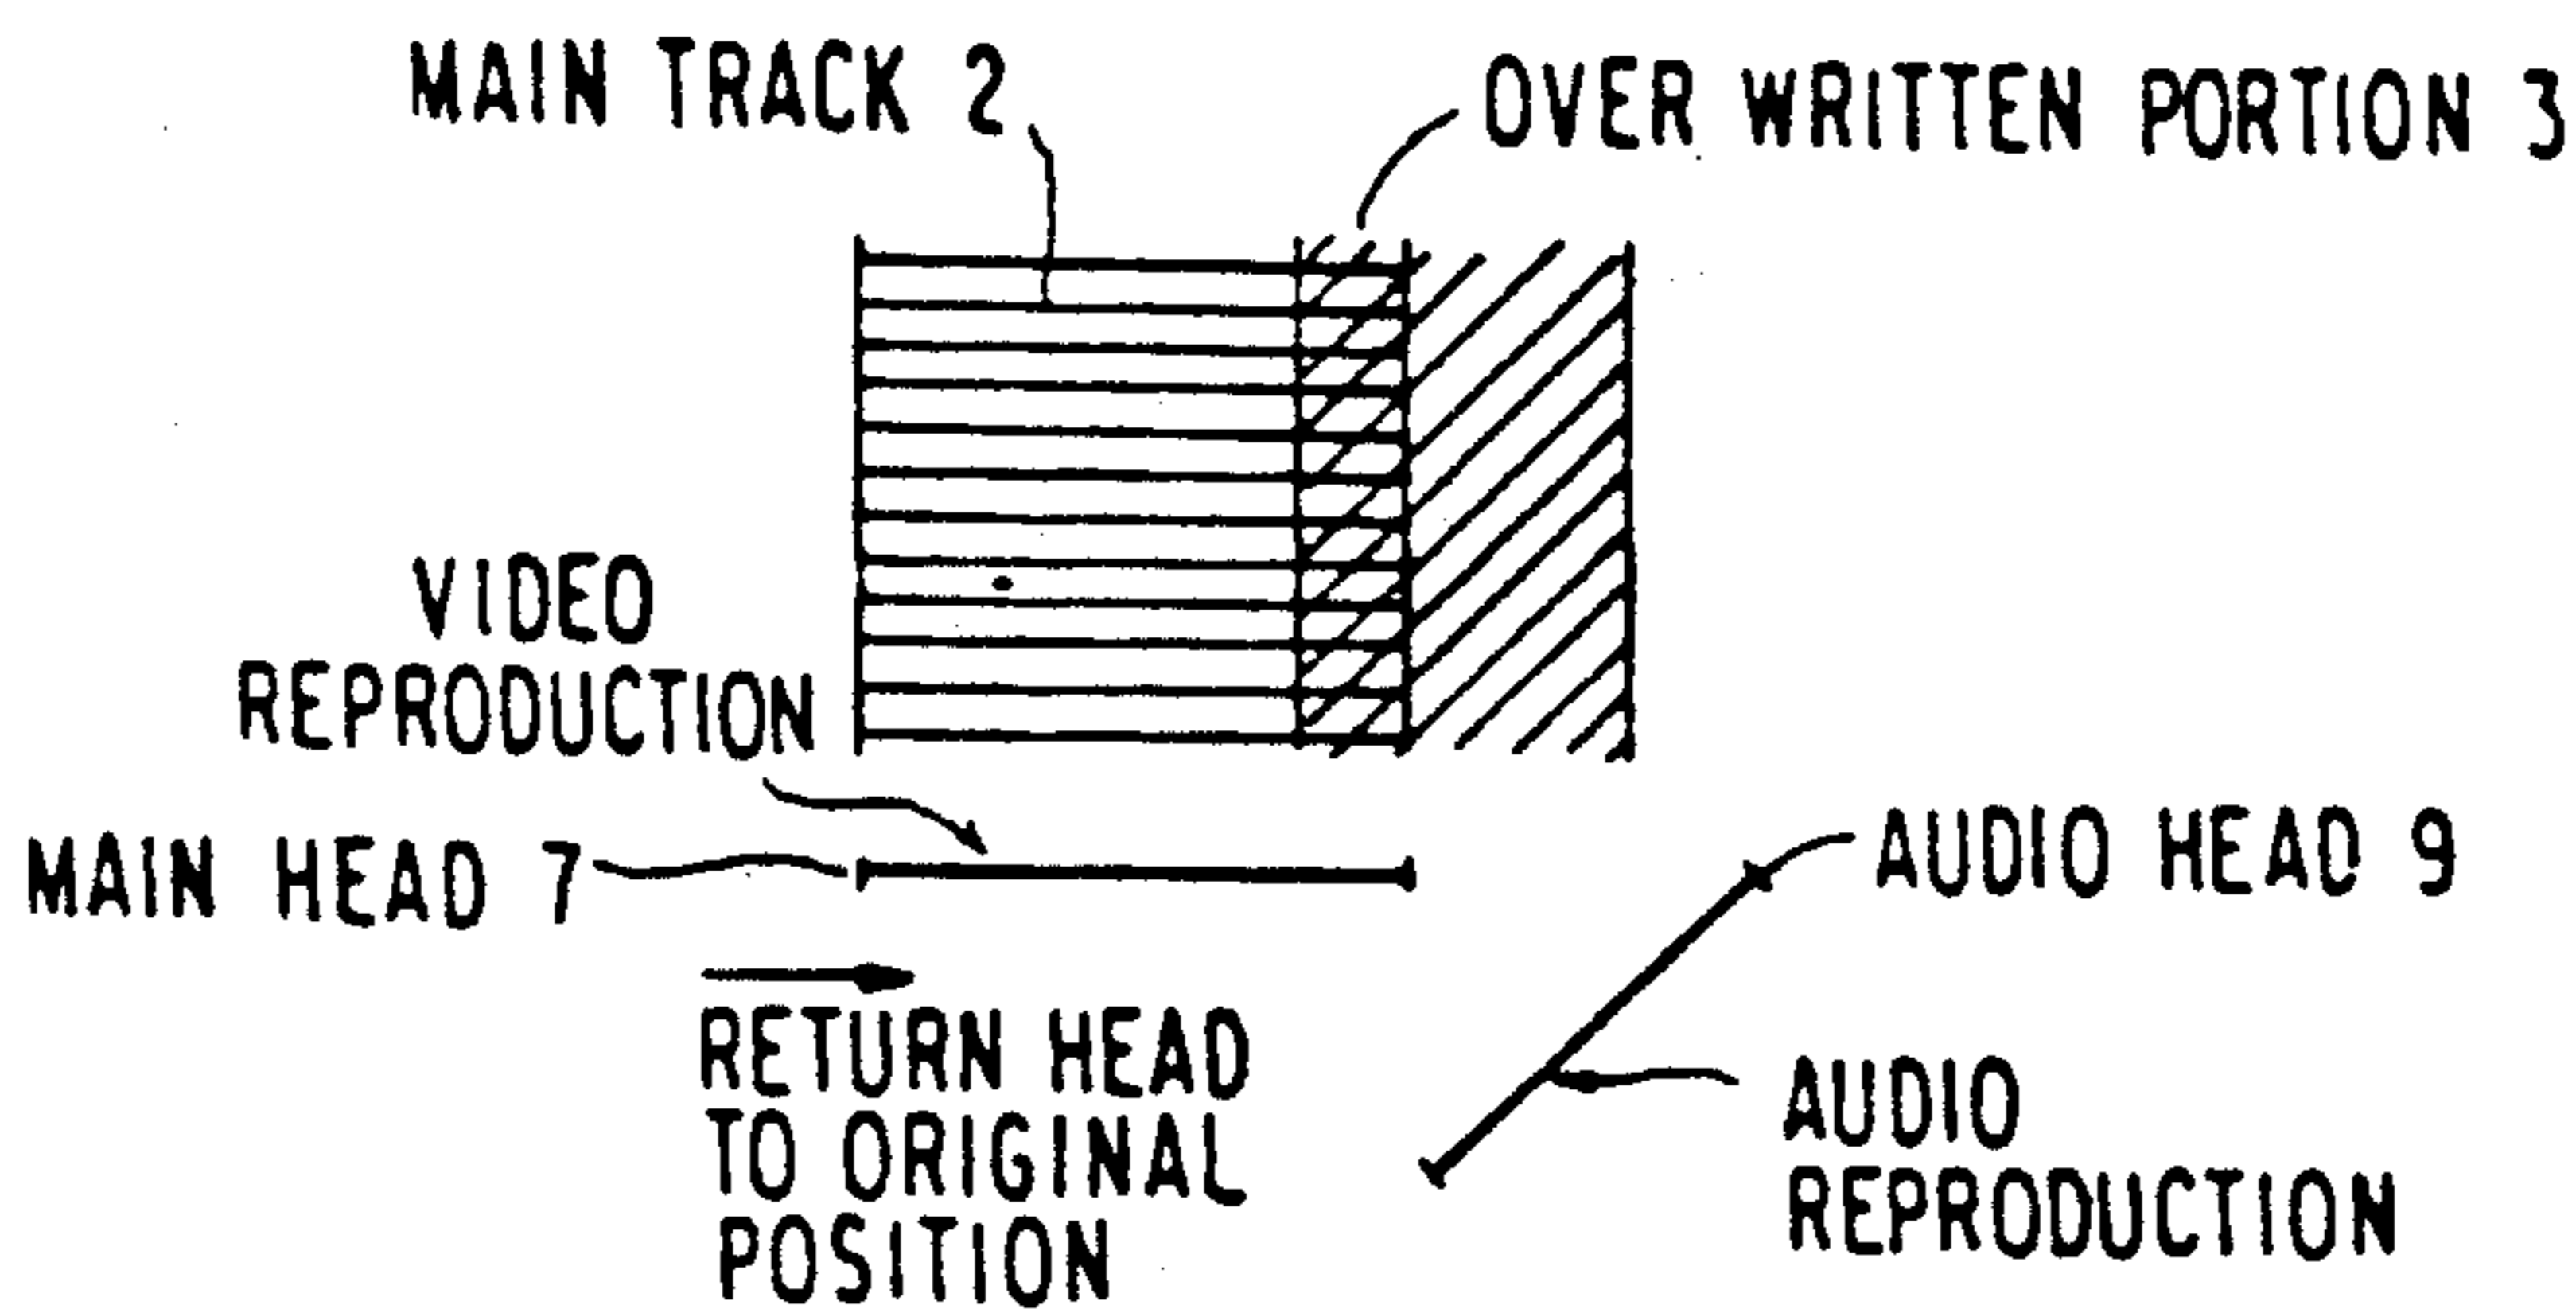 MAIN TRACK 2
OVER WRITTEN PORTION 3
VIDEO
REPRODUCTION
MAIN HEAD 7
AUDIO HEAD 9
RETURN HEAD
TO ORIGINAL
POSITION
AUDIO
REPRODUCTION